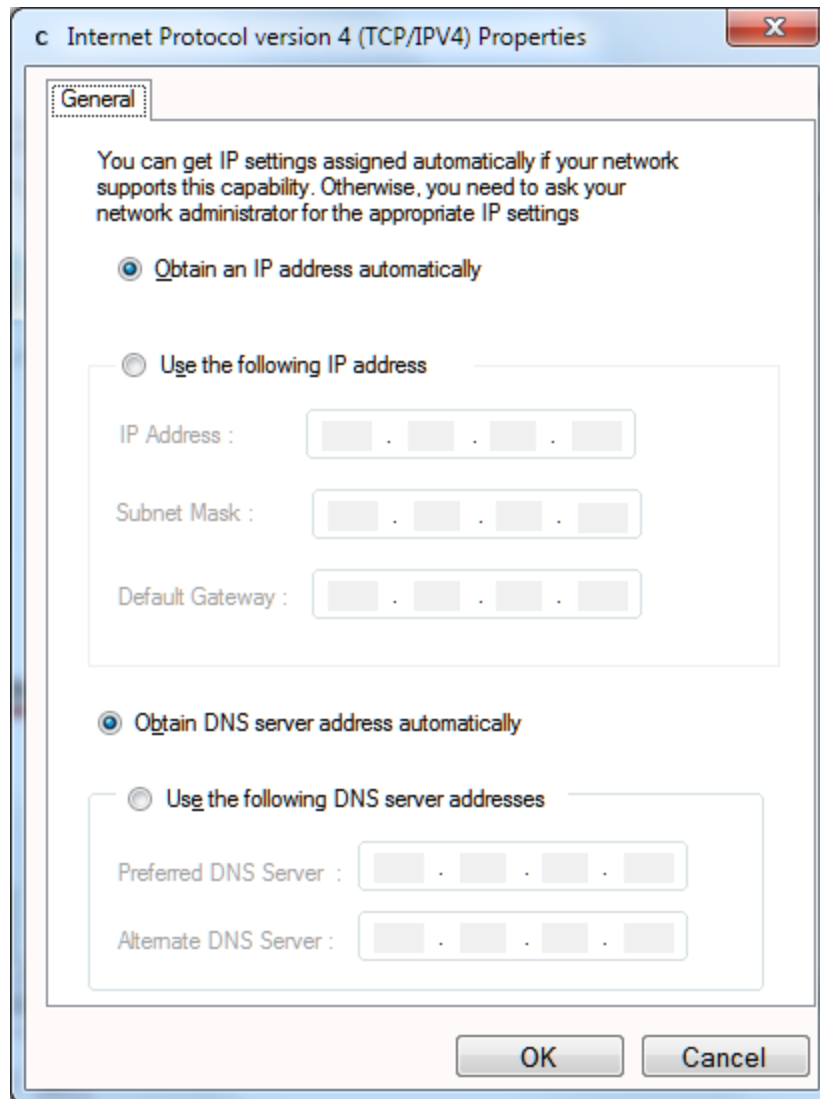 c Internet Protocol version 4 (TCP/IPV4) Properties
X
General
You can get IP settings assigned automatically if your network
supports this capability. Otherwise, you need to ask your
network administrator for the appropriate IP settings
Obtain an IP address automatically
Use the following IP address
IP Address :
. . .
Subnet Mask :
. . .
Default Gateway :
. . .
Obtain DNS server address automatically
Use the following DNS server addresses
Preferred DNS Server :
. . .
Alternate DNS Server :
. . .
OK
Cancel